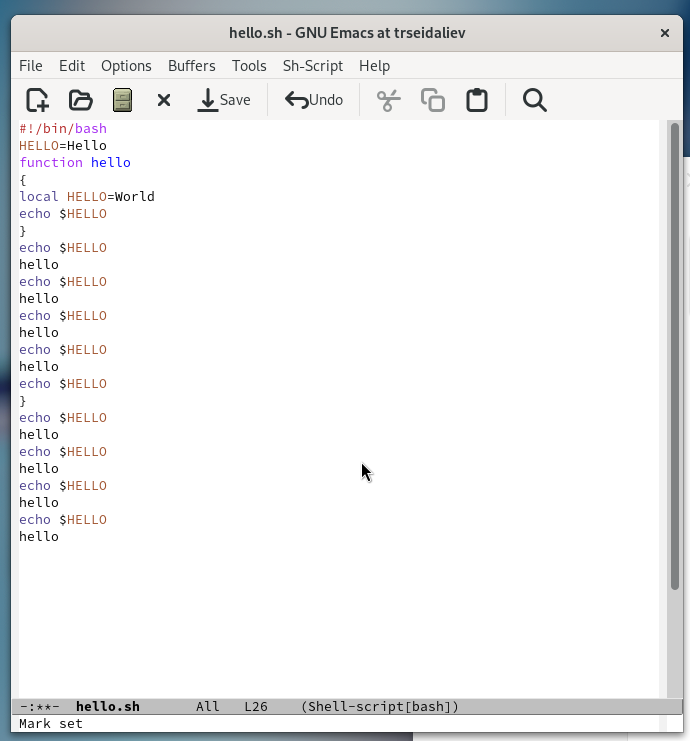 hello.sh - GNU Emacs at trseidaliev
File Edit Options Buffers Tools Sh-Script Help
Save Undo
#!/bin/bash
HELLO=Hello
function hello
{
local HELLO=World
echo $HELLO
}
echo $HELLO
hello
echo $HELLO
hello
echo $HELLO
hello
echo $HELLO
hello
echo $HELLO
}
echo $HELLO
hello
echo $HELLO
hello
echo $HELLO
hello
echo $HELLO
hello
-:**- hello.sh All L26 (Shell-script[bash])
Mark set